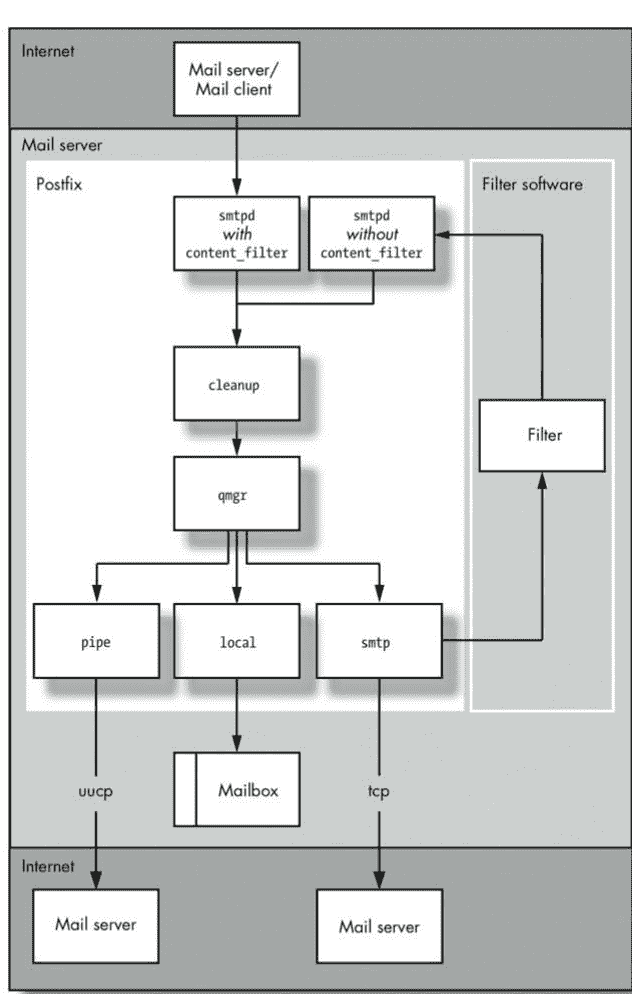 Internet
Mail server/
Mail client
Mail server
Postfix
Filter software
smtpd
with
content_filter
smtpd
without
content_filter
cleanup
Filter
qmgr
pipe
local
smtp
uucp
Mailbox
tcp
Internet
Mail server
Mail server